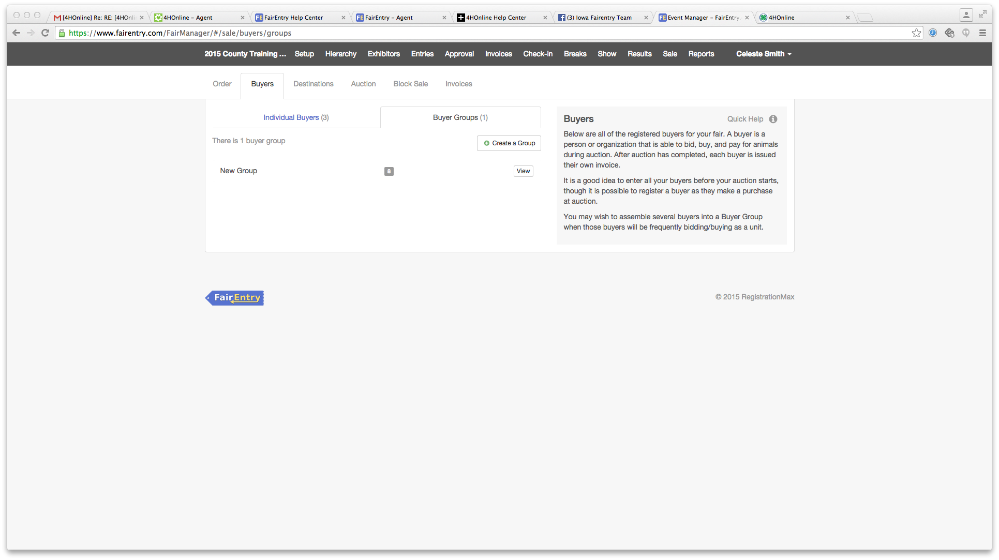 [4HOnline] Re: RE: [4HOnli
4HOnline – Agent
FairEntry Help Center
FairEntry – Agent
4HOnline Help Center
(3) Iowa Fairentry Team
Event Manager – FairEntry
4HOnline
https://www.fairentry.com/FairManager/#/sale/buyers/groups
2015 County Training ... Setup Hierarchy Exhibitors Entries Approval Invoices Check-in Breaks Show Results Sale Reports Celeste Smith
Order Buyers Destinations Auction Block Sale Invoices
Individual Buyers (3)
Buyer Groups (1)
There is 1 buyer group
Create a Group
New Group
8
View
Buyers
Quick Help
Below are all of the registered buyers for your fair. A buyer is a
person or organization that is able to bid, buy, and pay for animals
during auction. After auction has completed, each buyer is issued
their own invoice.
It is a good idea to enter all your buyers before your auction starts,
though it is possible to register a buyer as they make a purchase
at auction.
You may wish to assemble several buyers into a Buyer Group
when those buyers will be frequently bidding/buying as a unit.
FairEntry
© 2015 RegistrationMax